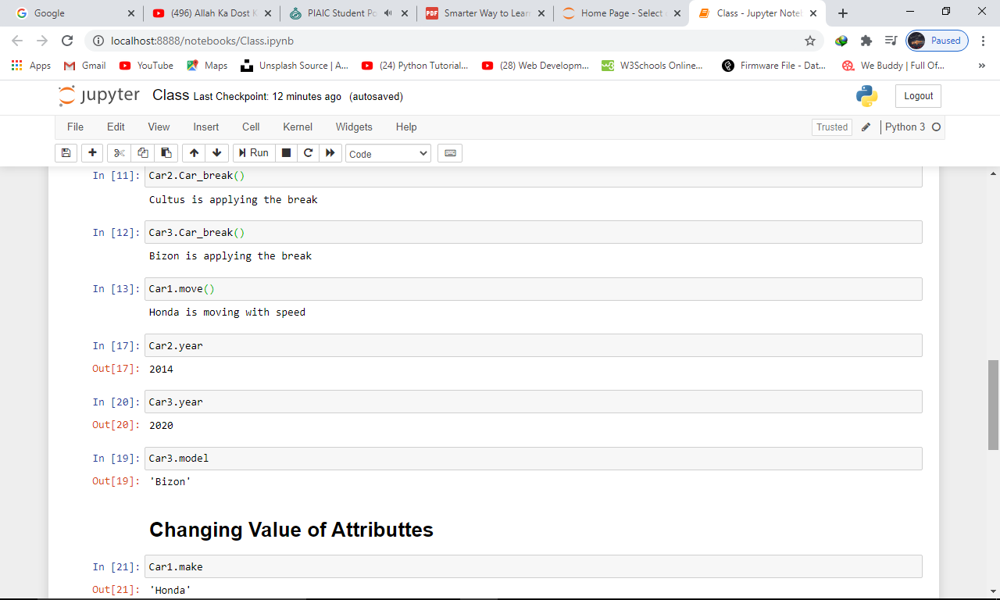 Google
(496) Allah Ka Dost K
PIAIC Student Po
PDF Smarter Way to Lear
Home Page - Select
Class - Jupyter Note
localhost:8888/notebooks/Class.ipynb
Paused
Apps Gmail YouTube Maps Unsplash Source | A... (24) Python Tutorial... (28) Web Developm... W3Schools Online... Firmware File - Dat... We Buddy | Full Of... »
jupyter Class Last Checkpoint: 12 minutes ago (autosaved)
Logout
File Edit View Insert Cell Kernel Widgets Help
Trusted Python 3
Run Code
In [11]: Car2.Car_break()
Cultus is applying the break
In [12]: Car3.Car_break()
Bizon is applying the break
In [13]: Car1.move()
Honda is moving with speed
In [17]: Car2.year
Out[17]: 2014
In [20]: Car3.year
Out[20]: 2020
In [19]: Car3.model
Out[19]: 'Bizon'
Changing Value of Attributtes
In [21]: Car1.make
Out[21]: 'Honda'